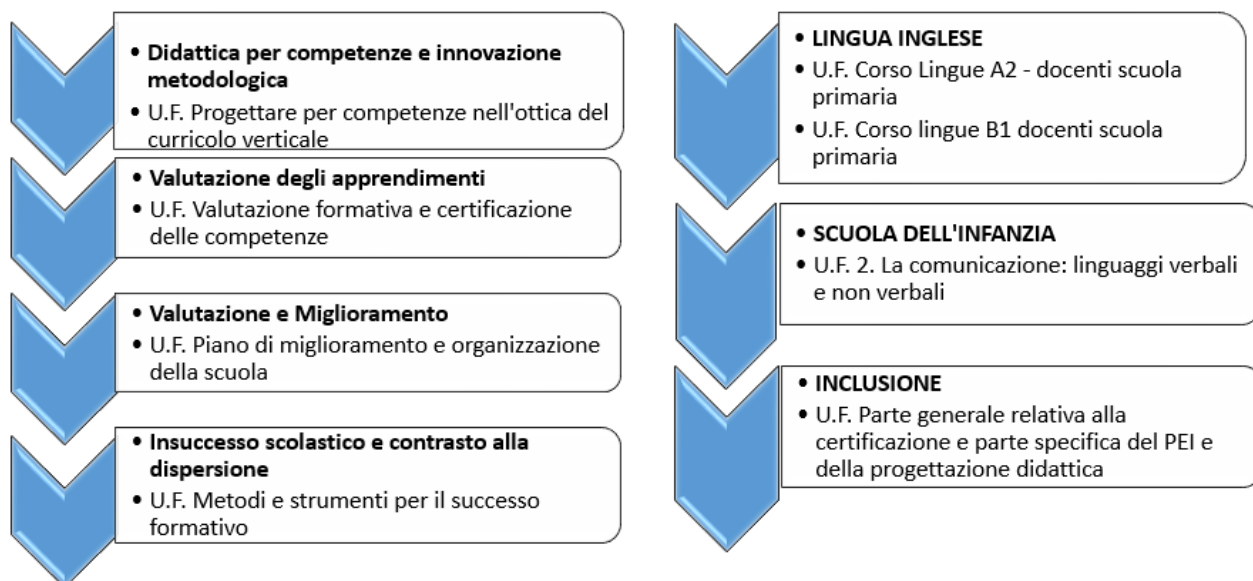 • Didattica per competenze e innovazione
metodologica
• U.F. Progettare per competenze nell'ottica del
curricolo verticale
• Valutazione degli apprendimenti
• U.F. Valutazione formativa e certificazione
delle competenze
• Valutazione e Miglioramento
• U.F. Piano di miglioramento e organizzazione
della scuola
• Insuccesso scolastico e contrasto alla
dispersione
• U.F. Metodi e strumenti per il successo
formativo
• LINGUA INGLESE
• U.F. Corso Lingue A2 - docenti scuola
primaria
• U.F. Corso lingue B1 docenti scuola
primaria
• SCUOLA DELL'INFANZIA
• U.F. 2. La comunicazione: linguaggi verbali
e non verbali
• INCLUSIONE
• U.F. Parte generale relativa alla
certificazione e parte specifica del PEI e
della progettazione didattica